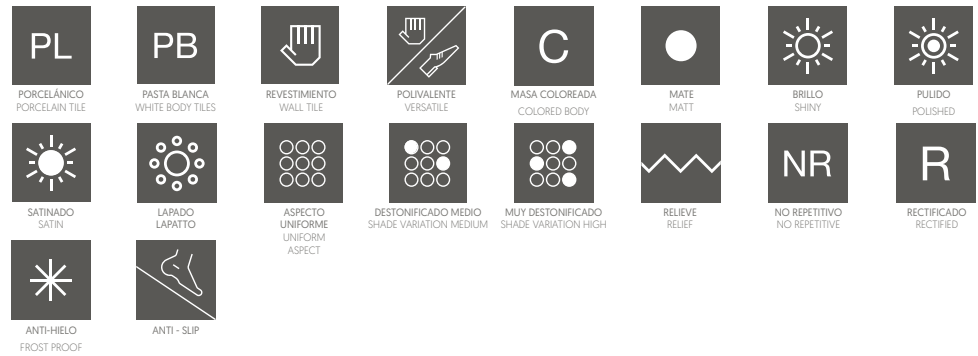 PL
PORCELÁNICO
PORCELAIN TILE
PB
PASTA BLANCA
WHITE BODY TILES
REVESTIMIENTO
WALL TILE
POLIVALENTE
VERSATILE
C
MASA COLOREADA
COLORED BODY
MATE
MATT
BRILLO
SHINY
PULIDO
POLISHED
SATINADO
SATIN
LAPADO
LAPATTO
ASPECTO
UNIFORME
UNIFORM
ASPECT
DESTONIFICADO MEDIO
SHADE VARIATION MEDIUM
MUY DESTONIFICADO
SHADE VARIATION HIGH
RELIEVE
RELIEF
NR
NO REPETITIVO
NO REPETITIVE
R
RECTIFICADO
RECTIFIED
ANTI-HIELO
FROST PROOF
ANTI - SLIP